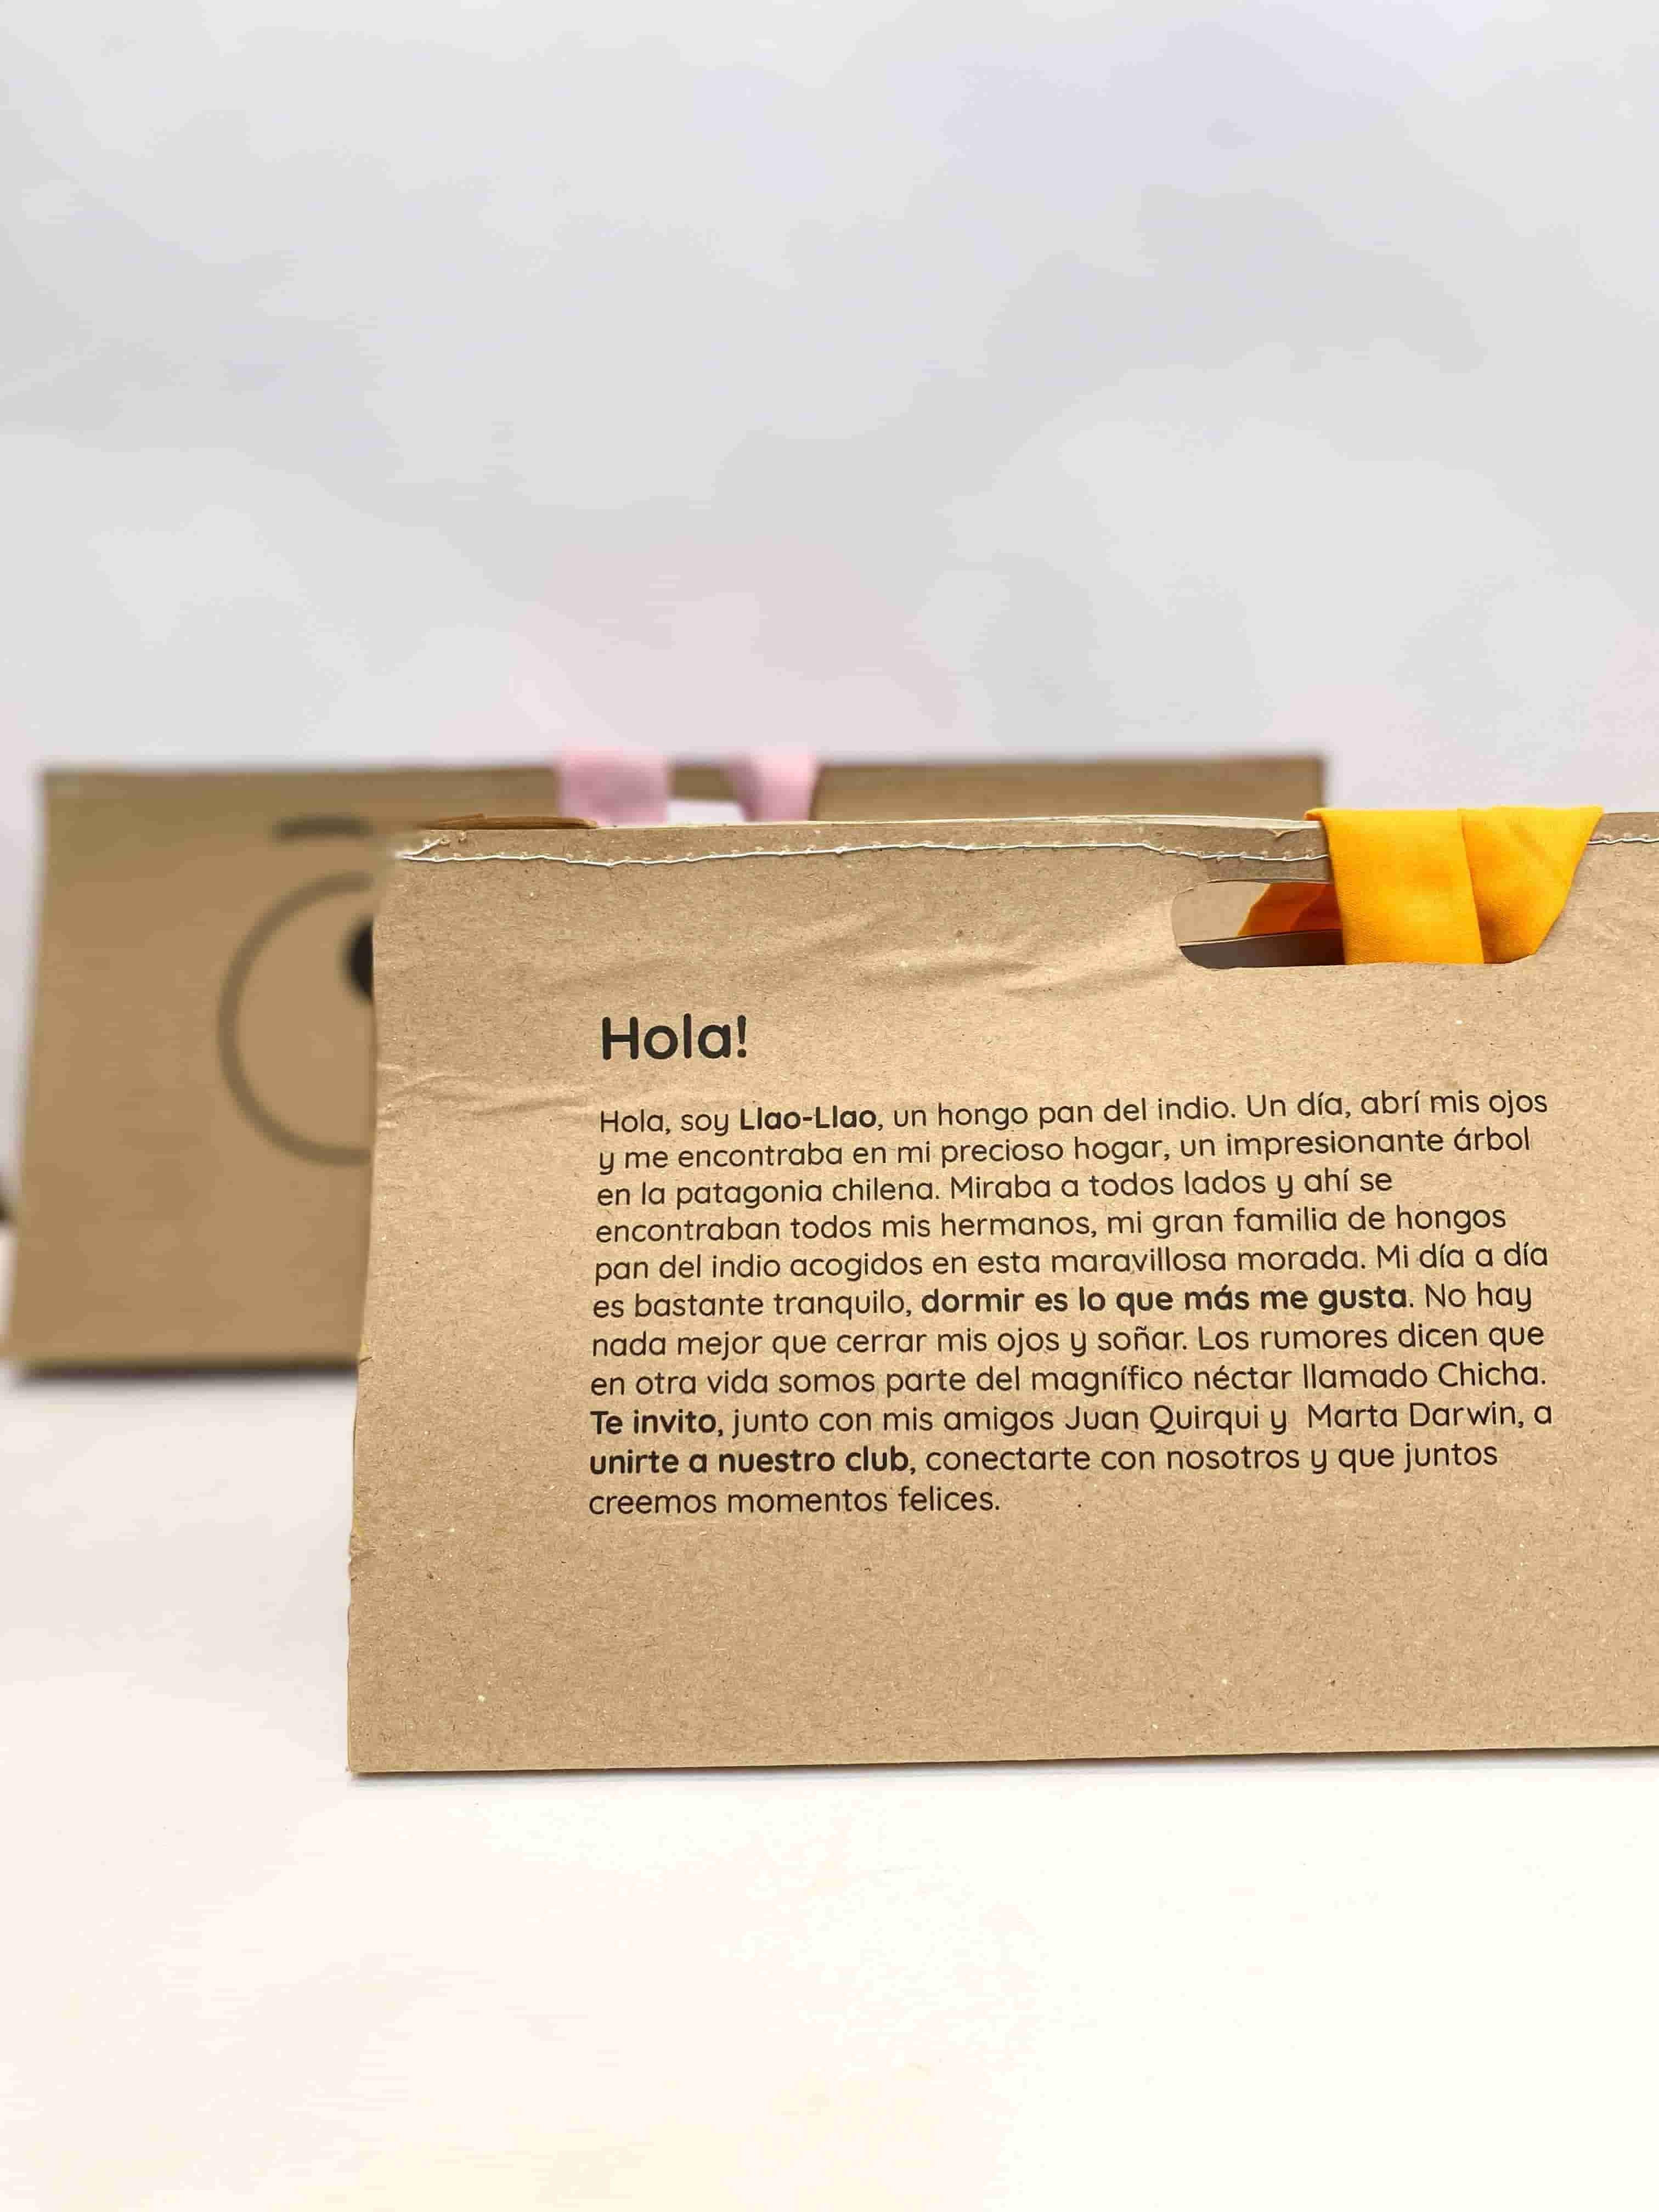 Hola!
Hola, soy Llao-Llao, un hongo pan del indio. Un día, abrí mis ojos
y me encontraba en mi precioso hogar, un impresionante árbol
en la patagonia chilena. Miraba a todos lados y ahí se
encontraban todos mis hermanos, mi gran familia de hongos
pan del indio acogidos en esta maravillosa morada. Mi día a día
es bastante tranquilo, dormir es lo que más me gusta. No hay
nada mejor que cerrar mis ojos y soñar. Los rumores dicen que
en otra vida somos parte del magnífico néctar llamado Chicha.
Te invito, junto con mis amigos Juan Quirqui y  Marta Darwin, a
unirte a nuestro club, conectarte con nosotros y que juntos
creemos momentos felices.